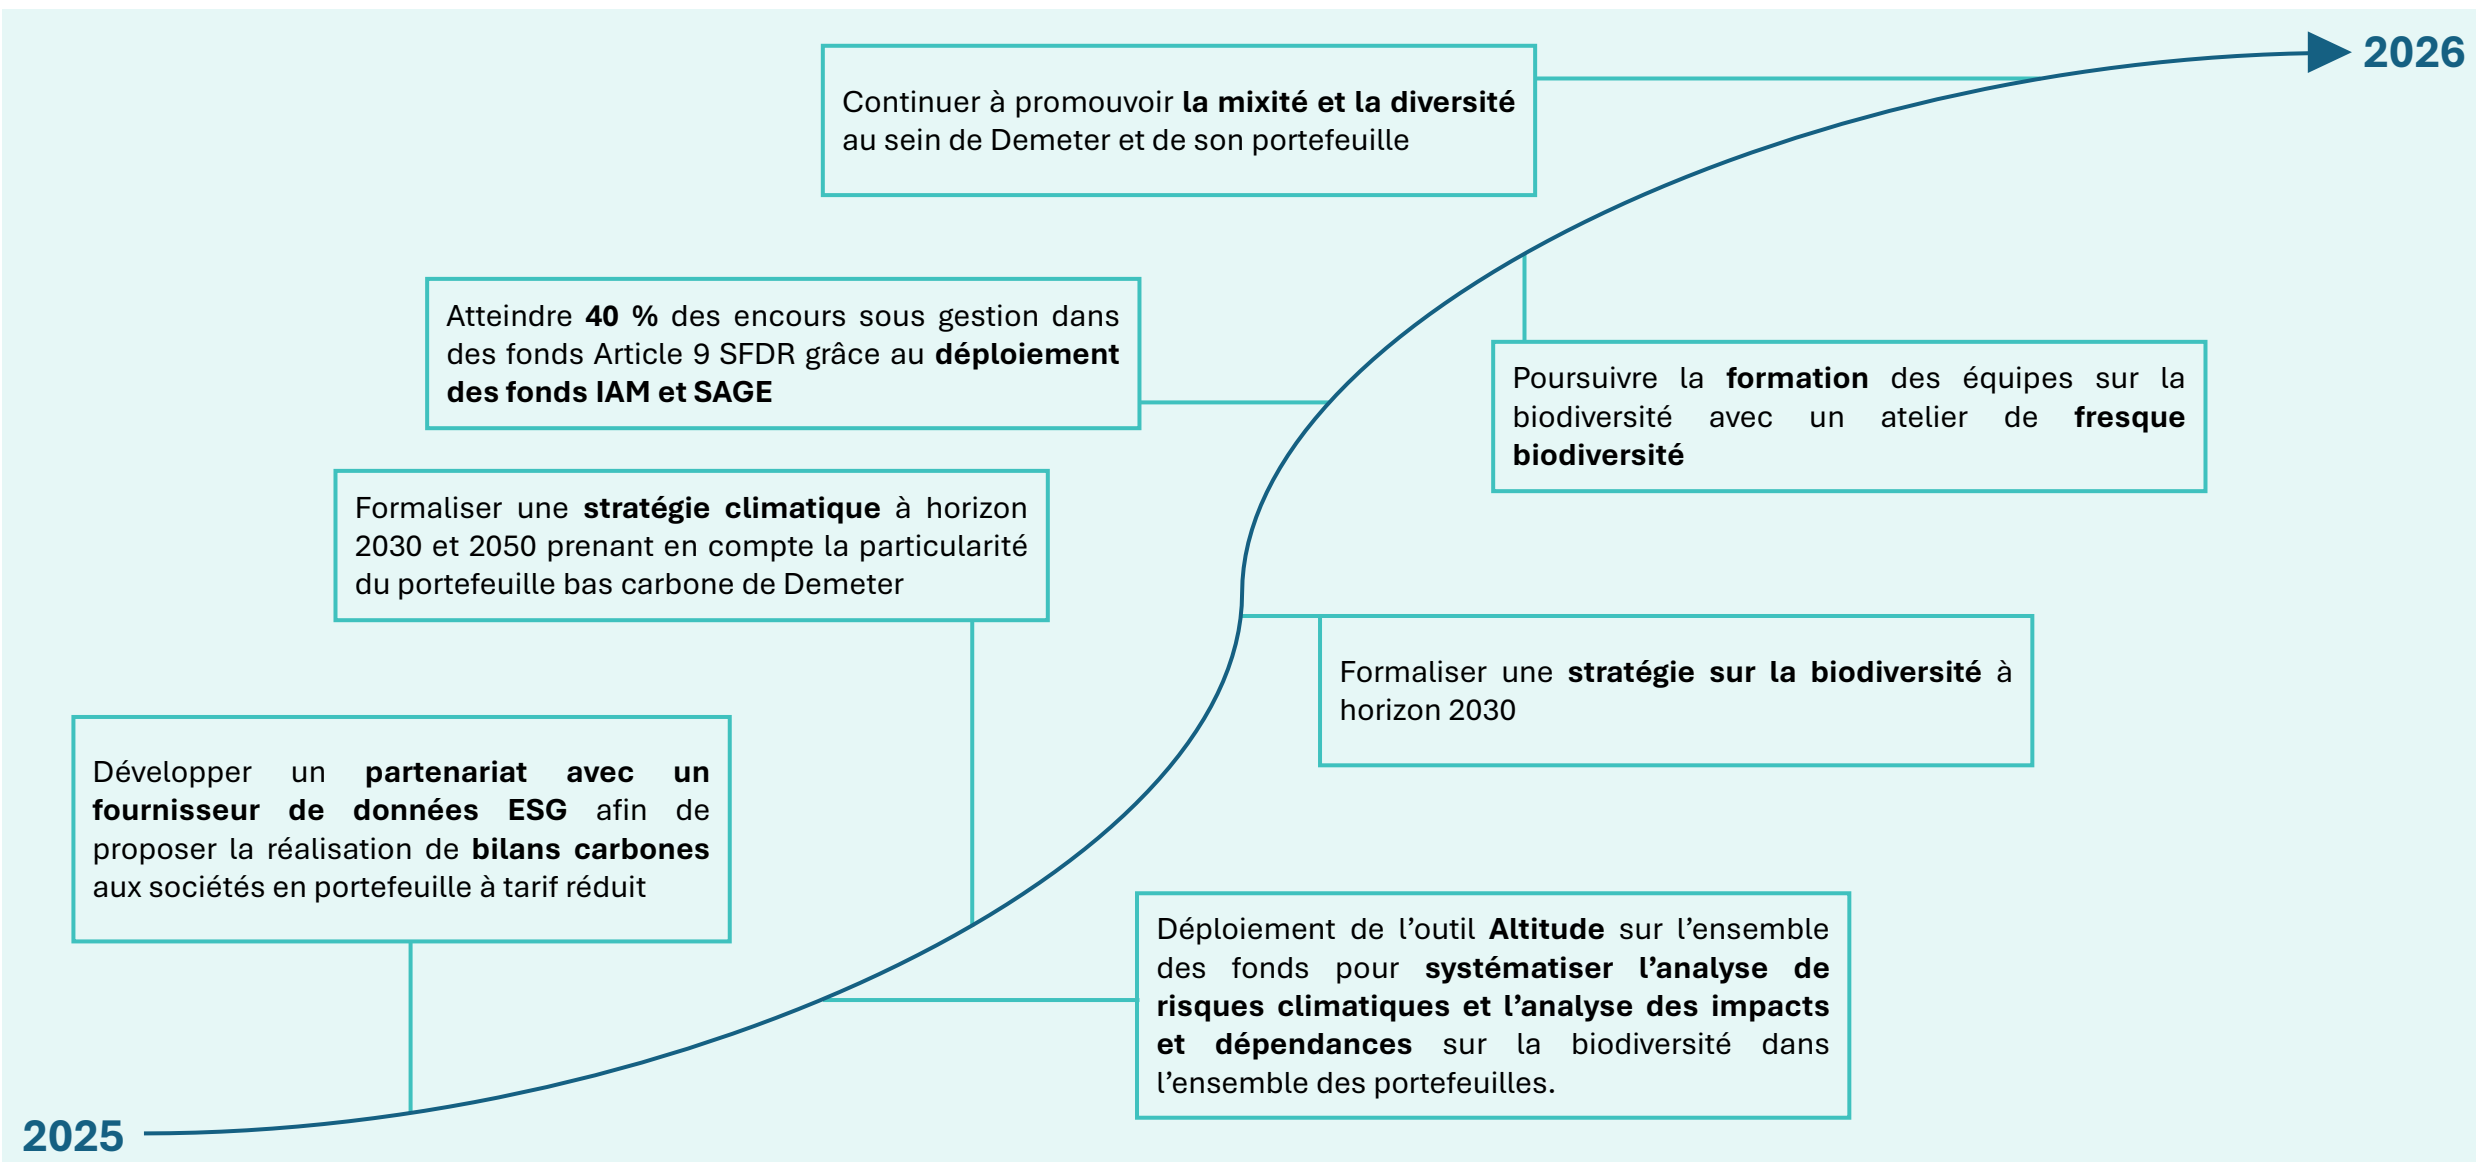 2026
Continuer à promouvoir la mixité et la diversité
au sein de Demeter et de son portefeuille
Atteindre 40 % des encours sous gestion dans
des fonds Article 9 SFDR grâce au déploiement
des fonds IAM et SAGE
Poursuivre la formation des équipes sur la
biodiversité avec un atelier de fresque
biodiversité
Formaliser une stratégie climatique à horizon
2030 et 2050 prenant en compte la particularité
du portefeuille bas carbone de Demeter
Formaliser une stratégie sur la biodiversité à
horizon 2030
Développer un partenariat avec un
fournisseur de données ESG afin de
proposer la réalisation de bilans carbones
aux sociétés en portefeuille à tarif réduit
Déploiement de l’outil Altitude sur l’ensemble
des fonds pour systématiser l’analyse de
risques climatiques et l’analyse des impacts
et dépendances sur la biodiversité dans
l’ensemble des portefeuilles.
2025